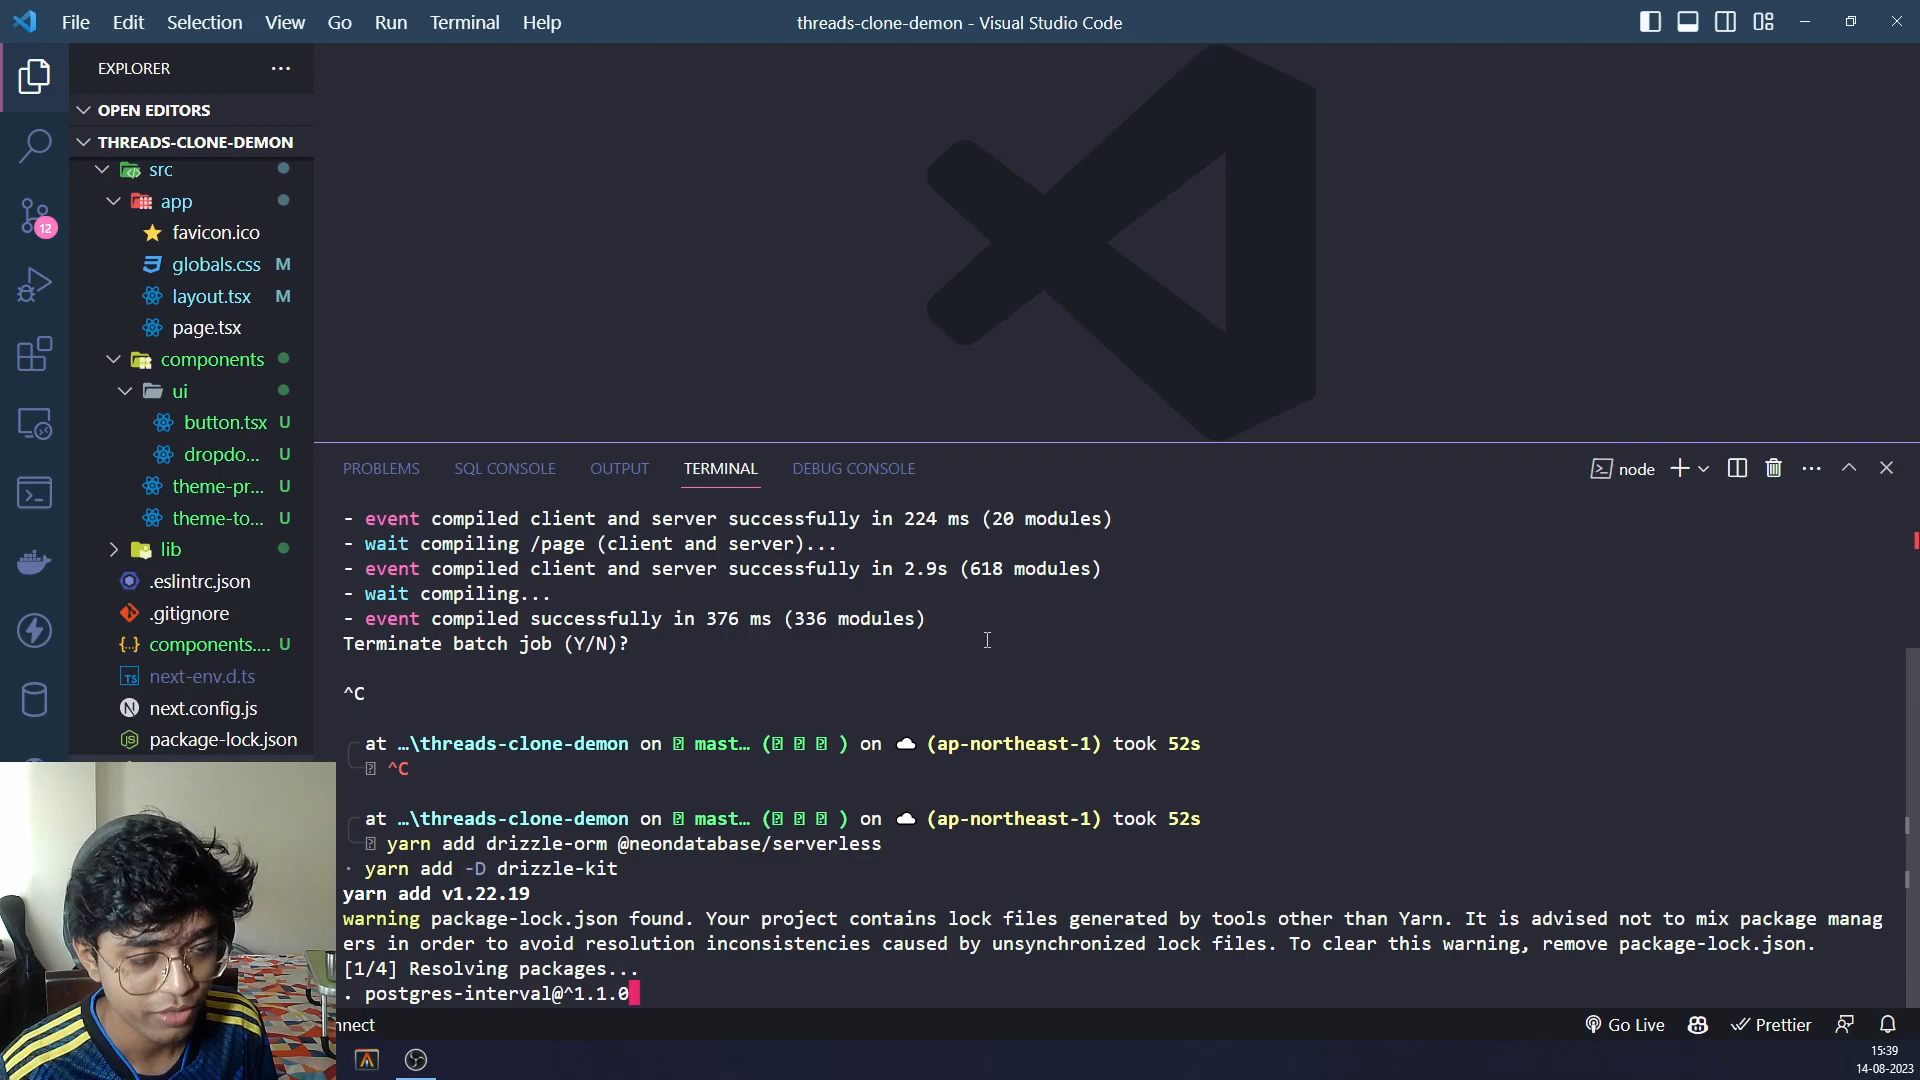 File Edit Selection View Go Run Terminal Help
threads-clone-demon - Visual Studio Code
EXPLORER
OPEN EDITORS
THREADS-CLONE-DEMON
src
app
favicon.ico
globals.css M
layout.tsx M
page.tsx
components
ui
button.tsx U
dropdo... U
theme-pr... U
theme-to... U
lib
.eslintrc.json
.gitignore
components.... U
next-env.d.ts
next.config.js
package-lock.json
12
PROBLEMS SQL CONSOLE OUTPUT TERMINAL DEBUG CONSOLE
node
- event compiled client and server successfully in 224 ms (20 modules)
- wait compiling /page (client and server)...
- event compiled client and server successfully in 2.9s (618 modules)
- wait compiling...
- event compiled successfully in 376 ms (336 modules)
Terminate batch job (Y/N)?
^C
at …\threads-clone-demon on mast… ( ) on (ap-northeast-1) took 52s
^C
at …\threads-clone-demon on mast… ( ) on (ap-northeast-1) took 52s
yarn add drizzle-orm @neondatabase/serverless
· yarn add -D drizzle-kit
yarn add v1.22.19
warning package-lock.json found. Your project contains lock files generated by tools other than Yarn. It is advised not to mix package manag
ers in order to avoid resolution inconsistencies caused by unsynchronized lock files. To clear this warning, remove package-lock.json.
[1/4] Resolving packages...
. postgres-interval@^1.1.0
nnect
Go Live
Prettier
15:39
14-08-2023